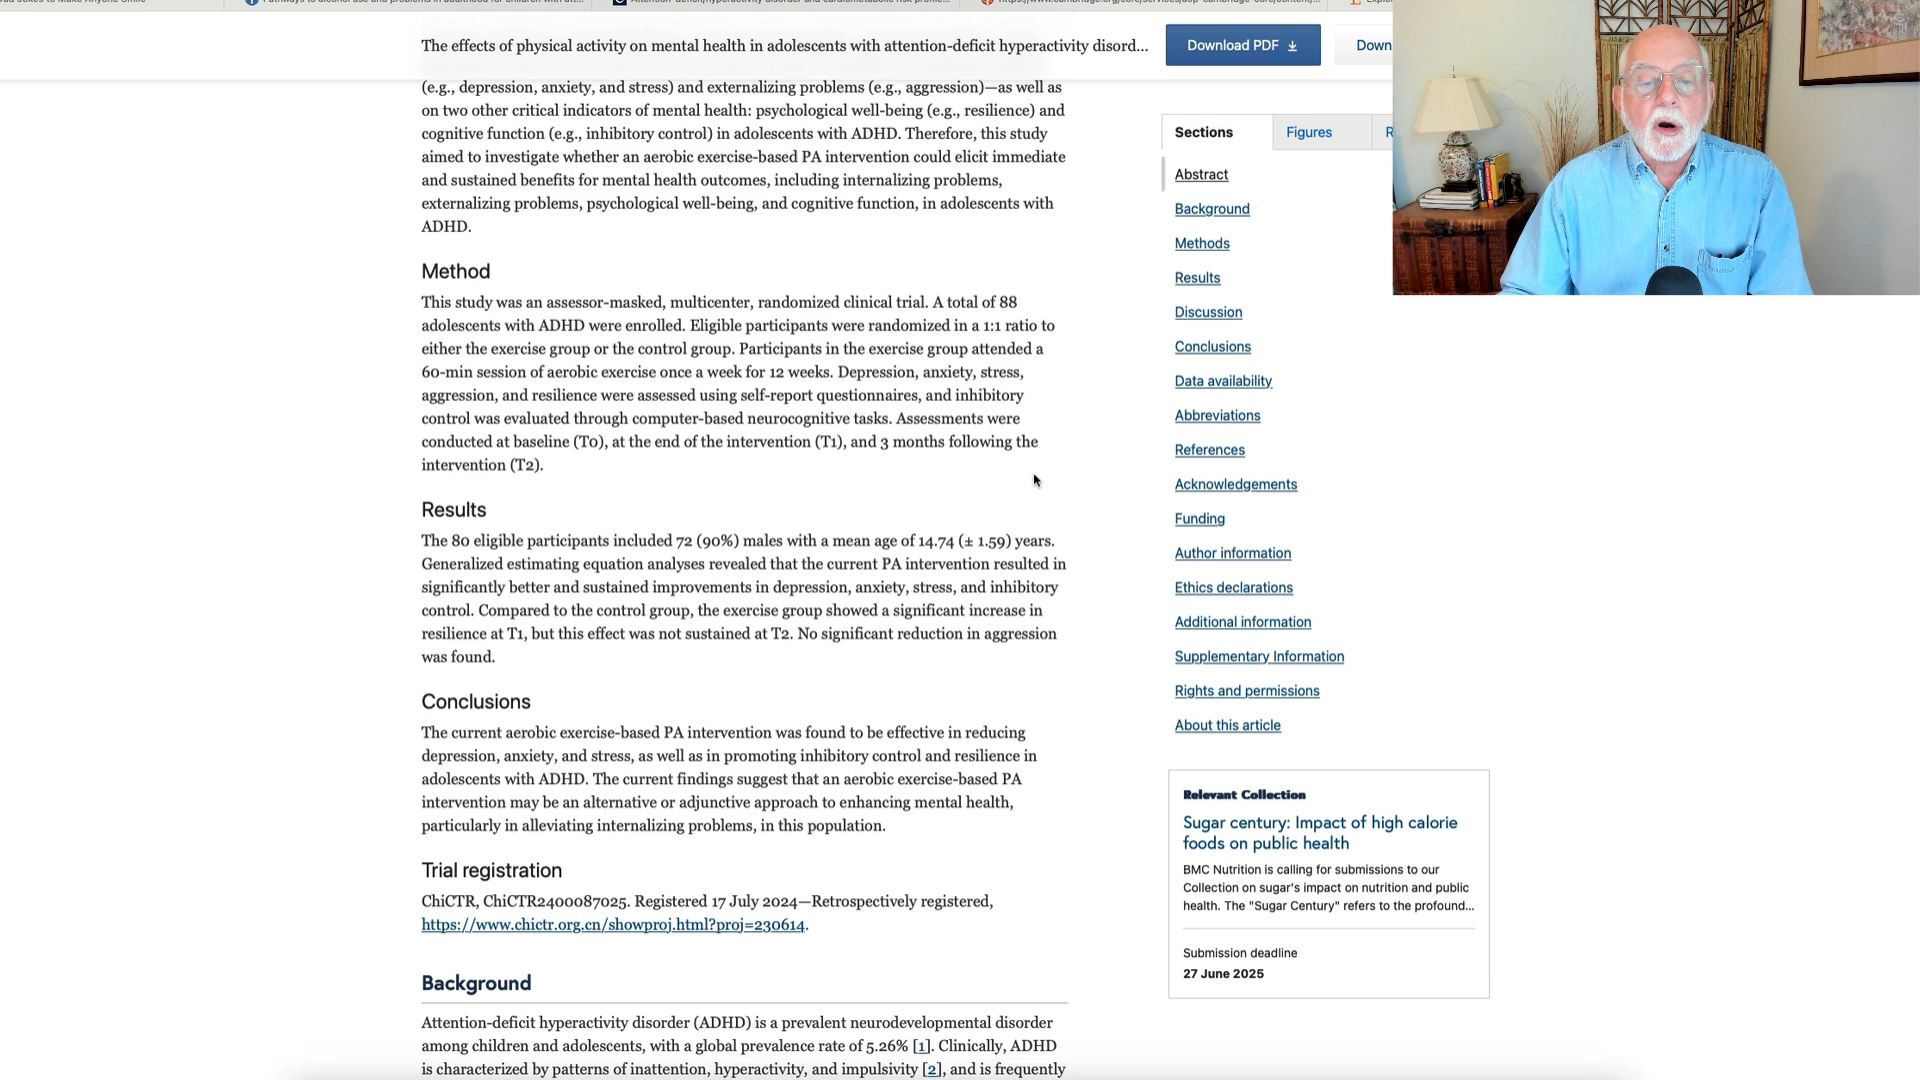 The effects of physical activity on mental health in adolescents with attention-deficit hyperactivity disord...
Download PDF
Down
(e.g., depression, anxiety, and stress) and externalizing problems (e.g., aggression)—as well as
on two other critical indicators of mental health: psychological well-being (e.g., resilience) and
cognitive function (e.g., inhibitory control) in adolescents with ADHD. Therefore, this study
aimed to investigate whether an aerobic exercise-based PA intervention could elicit immediate
and sustained benefits for mental health outcomes, including internalizing problems,
externalizing problems, psychological well-being, and cognitive function, in adolescents with
ADHD.
Method
This study was an assessor-masked, multicenter, randomized clinical trial. A total of 88
adolescents with ADHD were enrolled. Eligible participants were randomized in a 1:1 ratio to
either the exercise group or the control group. Participants in the exercise group attended a
60-min session of aerobic exercise once a week for 12 weeks. Depression, anxiety, stress,
aggression, and resilience were assessed using self-report questionnaires, and inhibitory
control was evaluated through computer-based neurocognitive tasks. Assessments were
conducted at baseline (T0), at the end of the intervention (T1), and 3 months following the
intervention (T2).
Results
The 80 eligible participants included 72 (90%) males with a mean age of 14.74 (± 1.59) years.
Generalized estimating equation analyses revealed that the current PA intervention resulted in
significantly better and sustained improvements in depression, anxiety, stress, and inhibitory
control. Compared to the control group, the exercise group showed a significant increase in
resilience at T1, but this effect was not sustained at T2. No significant reduction in aggression
was found.
Conclusions
The current aerobic exercise-based PA intervention was found to be effective in reducing
depression, anxiety, and stress, as well as in promoting inhibitory control and resilience in
adolescents with ADHD. The current findings suggest that an aerobic exercise-based PA
intervention may be an alternative or adjunctive approach to enhancing mental health,
particularly in alleviating internalizing problems, in this population.
Trial registration
ChiCTR, ChiCTR2400087025. Registered 17 July 2024—Retrospectively registered,
https://www.chictr.org.cn/showproj.html?proj=230614.
Background
Attention-deficit hyperactivity disorder (ADHD) is a prevalent neurodevelopmental disorder
among children and adolescents, with a global prevalence rate of 5.26% [1]. Clinically, ADHD
is characterized by patterns of inattention, hyperactivity, and impulsivity [2], and is frequently
Sections
Figures
R
Abstract
Background
Methods
Results
Discussion
Conclusions
Data availability
Abbreviations
References
Acknowledgements
Funding
Author information
Ethics declarations
Additional information
Supplementary Information
Rights and permissions
About this article
Relevant Collection
Sugar century: Impact of high calorie
foods on public health
BMC Nutrition is calling for submissions to our
Collection on sugar's impact on nutrition and public
health. The "Sugar Century" refers to the profound...
Submission deadline
27 June 2025